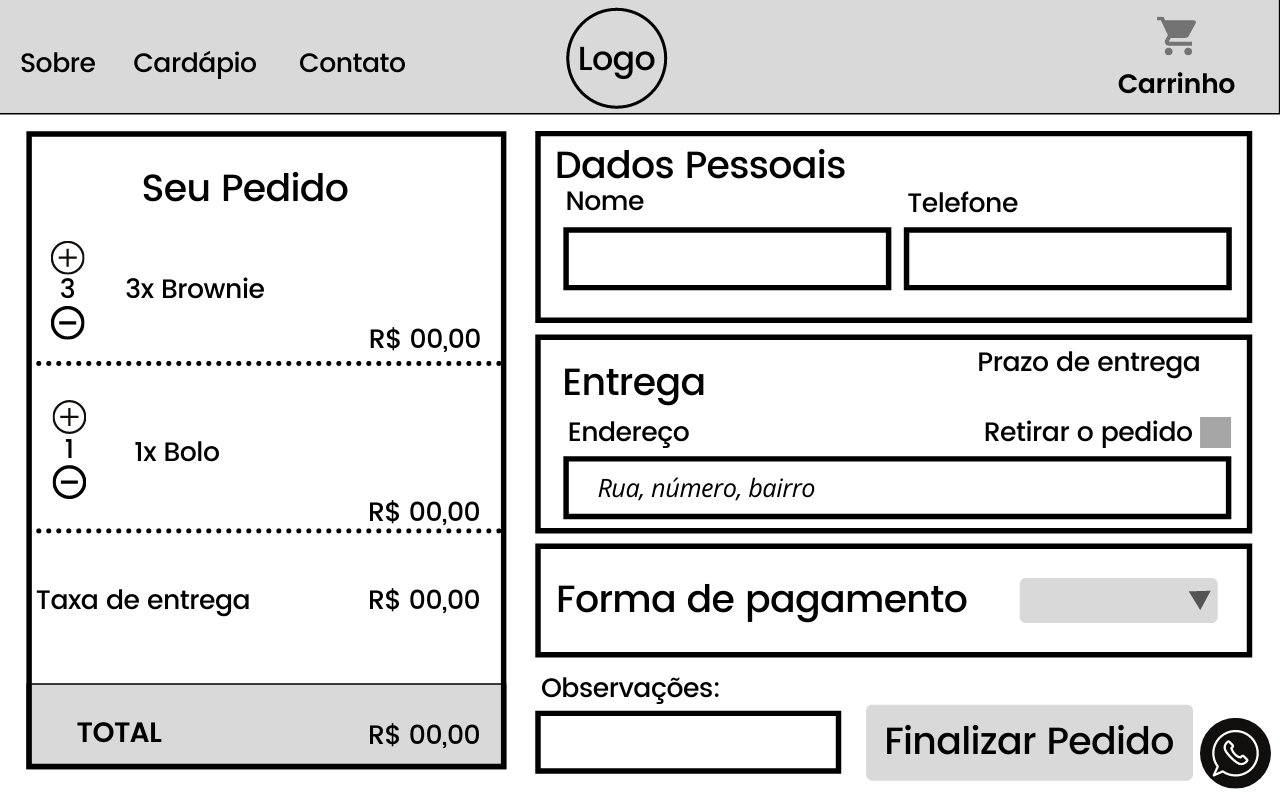 Sobre Cardápio Contato
Logo
Carrinho
Seu Pedido
3
3x Brownie
R$ 00,00
1
1x Bolo
R$ 00,00
Taxa de entrega R$ 00,00
TOTAL R$ 00,00
Dados Pessoais
Nome Telefone
Prazo de entrega
Entrega
Endereço Retirar o pedido
Rua, número, bairro
Forma de pagamento
Observações:
Finalizar Pedido